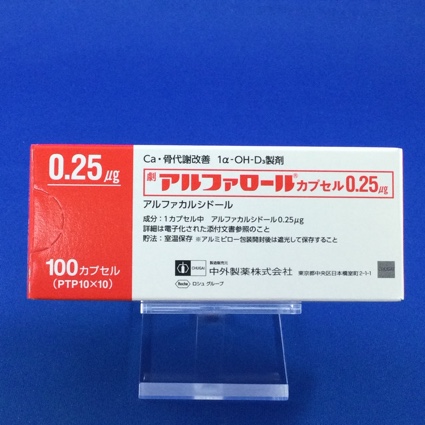 0.25μg
100カプセル
(PTP10×10)
Ca・骨代謝改善 1α-OH-D₃製剤
劇 アルファロール®カプセル0.25μg
アルファカルシドール
成分：1カプセル中 アルファカルシドール0.25μg
詳細は電子化された添付文書参照のこと
貯法：室温保存 ※アルミピロー包装開封後は遮光して保存すること
CHUGAI
製造販売元
中外製薬株式会社 東京都中央区日本橋室町2-1-1
Roche ロシュ グループ